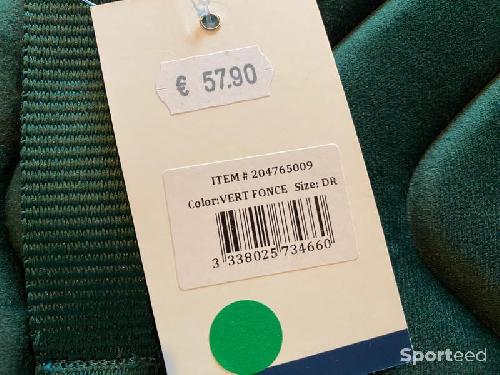 € 57.90
ITEM # 204765009
Color:VERT FONCE Size: DR
3 338025 734660
Sporteed